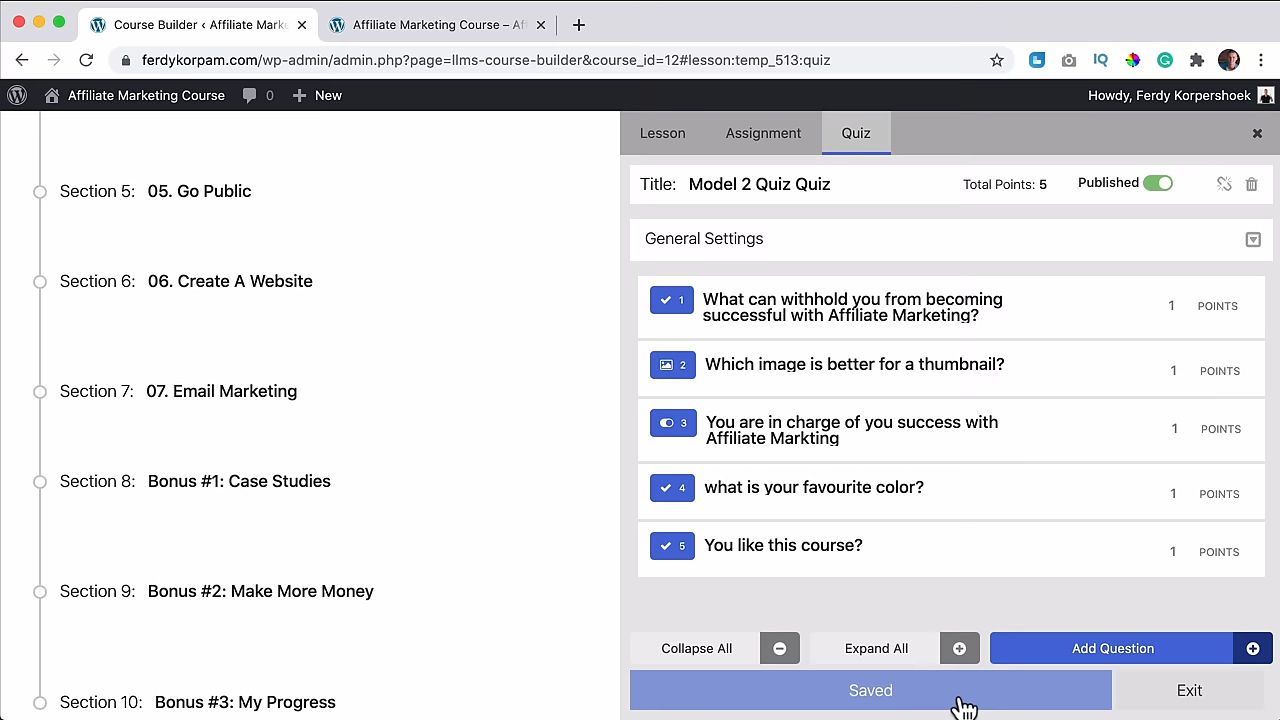 Course Builder ‹ Affiliate Mark
Affiliate Marketing Course – Af
ferdykorpam.com/wp-admin/admin.php?page=llms-course-builder&course_id=12#lesson:temp_513:quiz
Affiliate Marketing Course 0 New
Howdy, Ferdy Korpershoek
Lesson Assignment Quiz
Title: Model 2 Quiz Quiz Total Points: 5 Published
General Settings
1 What can withhold you from becoming
successful with Affiliate Marketing?
1 POINTS
2 Which image is better for a thumbnail?
1 POINTS
3 You are in charge of you success with
Affiliate Markting
1 POINTS
4 what is your favourite color?
1 POINTS
5 You like this course?
1 POINTS
Collapse All Expand All Add Question
Saved Exit
Section 5: 05. Go Public
Section 6: 06. Create A Website
Section 7: 07. Email Marketing
Section 8: Bonus #1: Case Studies
Section 9: Bonus #2: Make More Money
Section 10: Bonus #3: My Progress